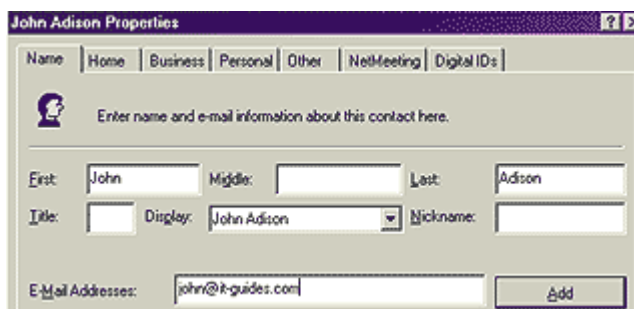 John Adison Properties ? X
Name Home Business Personal Other NetMeeting Digital IDs
Enter name and e-mail information about this contact here.
First: John Middle: Last: Adison
Title: Display: John Adison Nickname:
E-Mail Addresses: john@it-guides.com Add